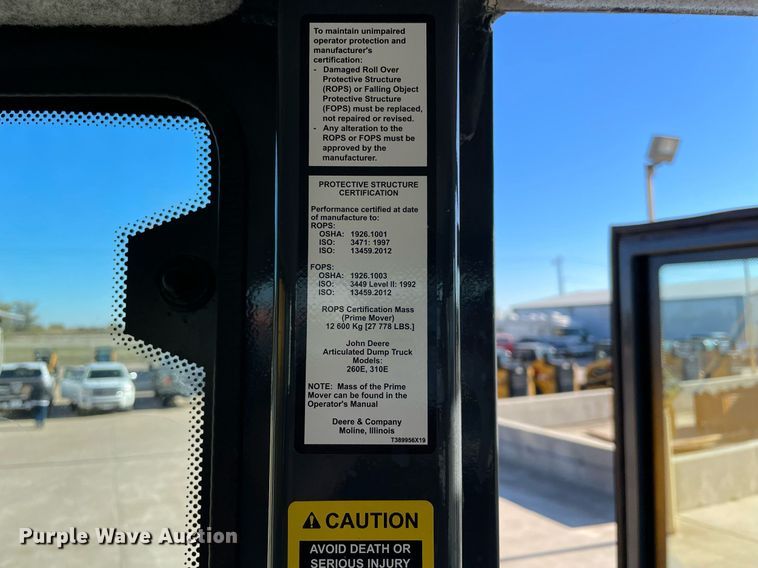 To maintain unimpaired
operator protection and
manufacturer's
certification:
- Damaged Roll Over
Protective Structure
(ROPS) or Falling Object
Protective Structure
(FOPS) must be replaced,
not repaired or revised.
- Any alteration to the
ROPS or FOPS must be
approved by the
manufacturer.
PROTECTIVE STRUCTURE
CERTIFICATION
Performance certified at date
of manufacture to:
ROPS:
OSHA: 1926.1001
ISO: 3471: 1997
ISO: 13459.2012
FOPS:
OSHA: 1926.1003
ISO: 3449 Level II: 1992
ISO: 13459.2012
ROPS Certification Mass
(Prime Mover)
12 600 Kg [27 778 LBS.]
John Deere
Articulated Dump Truck
Models:
260E, 310E
NOTE: Mass of the Prime
Mover can be found in the
Operator's Manual
Deere & Company
Moline, Illinois
T389956X19
CAUTION
AVOID DEATH OR
SERIOUS INJURY
Purple Wave Auction